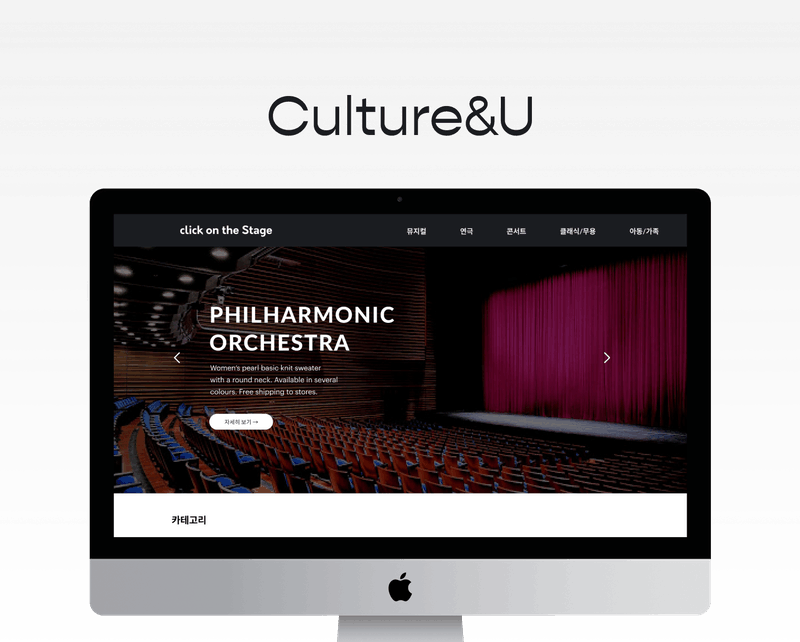 Culture&U
click on the Stage
뮤지컬 연극 콘서트 클래식/무용 아동/가족
PHILHARMONIC
ORCHESTRA
Women's pearl basic knit sweater
with a round neck. Available in several
colours. Free shipping to stores.
자세히 보기 →
카테고리